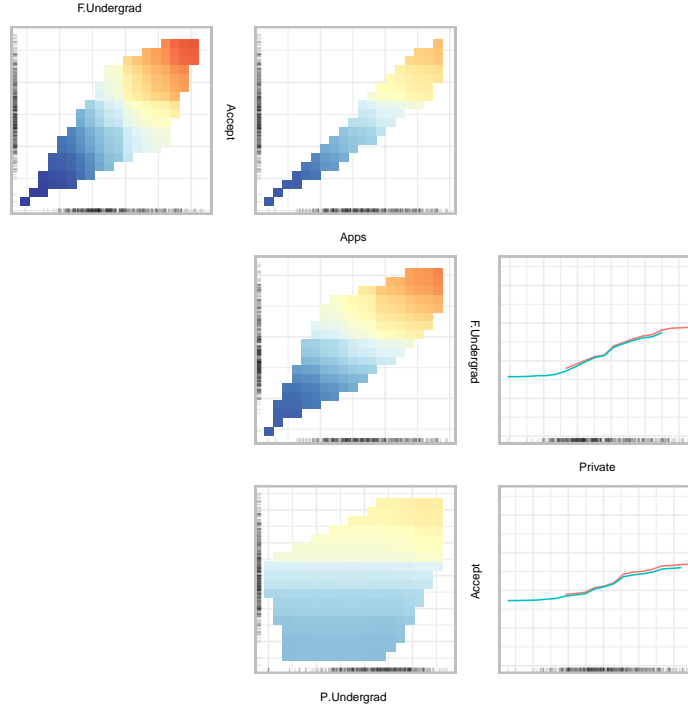 F.Undergrad
Accept
Apps
F.Undergrad
Private
Accept
P.Undergrad